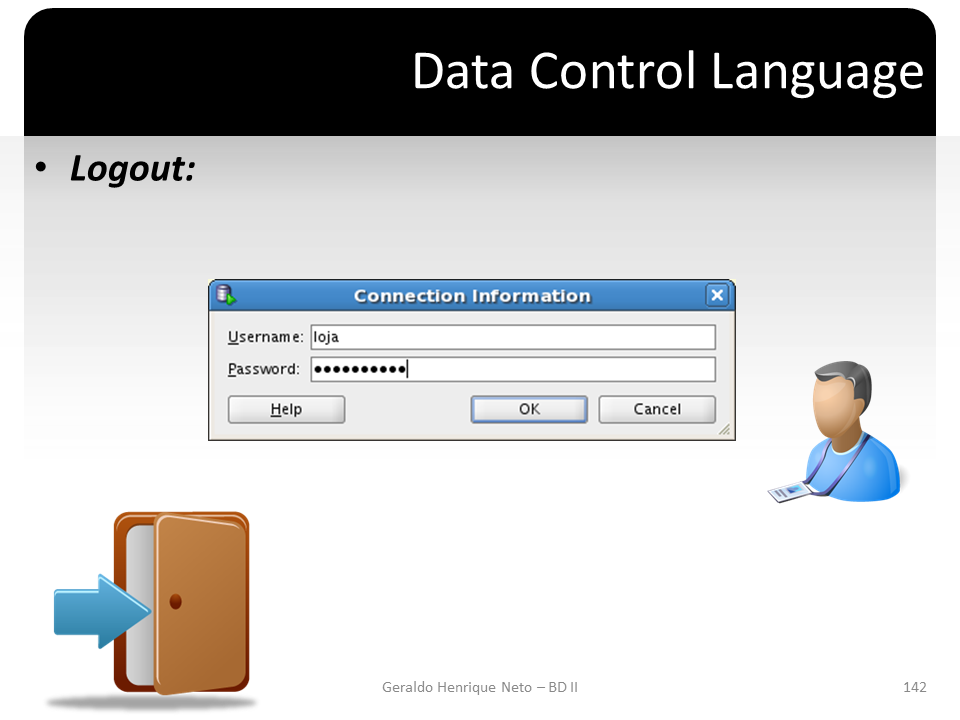 Data Control Language
• Logout:
Connection Information
Username: loja
Password: ••••••••••
Help OK Cancel
Geraldo Henrique Neto – BD II 142